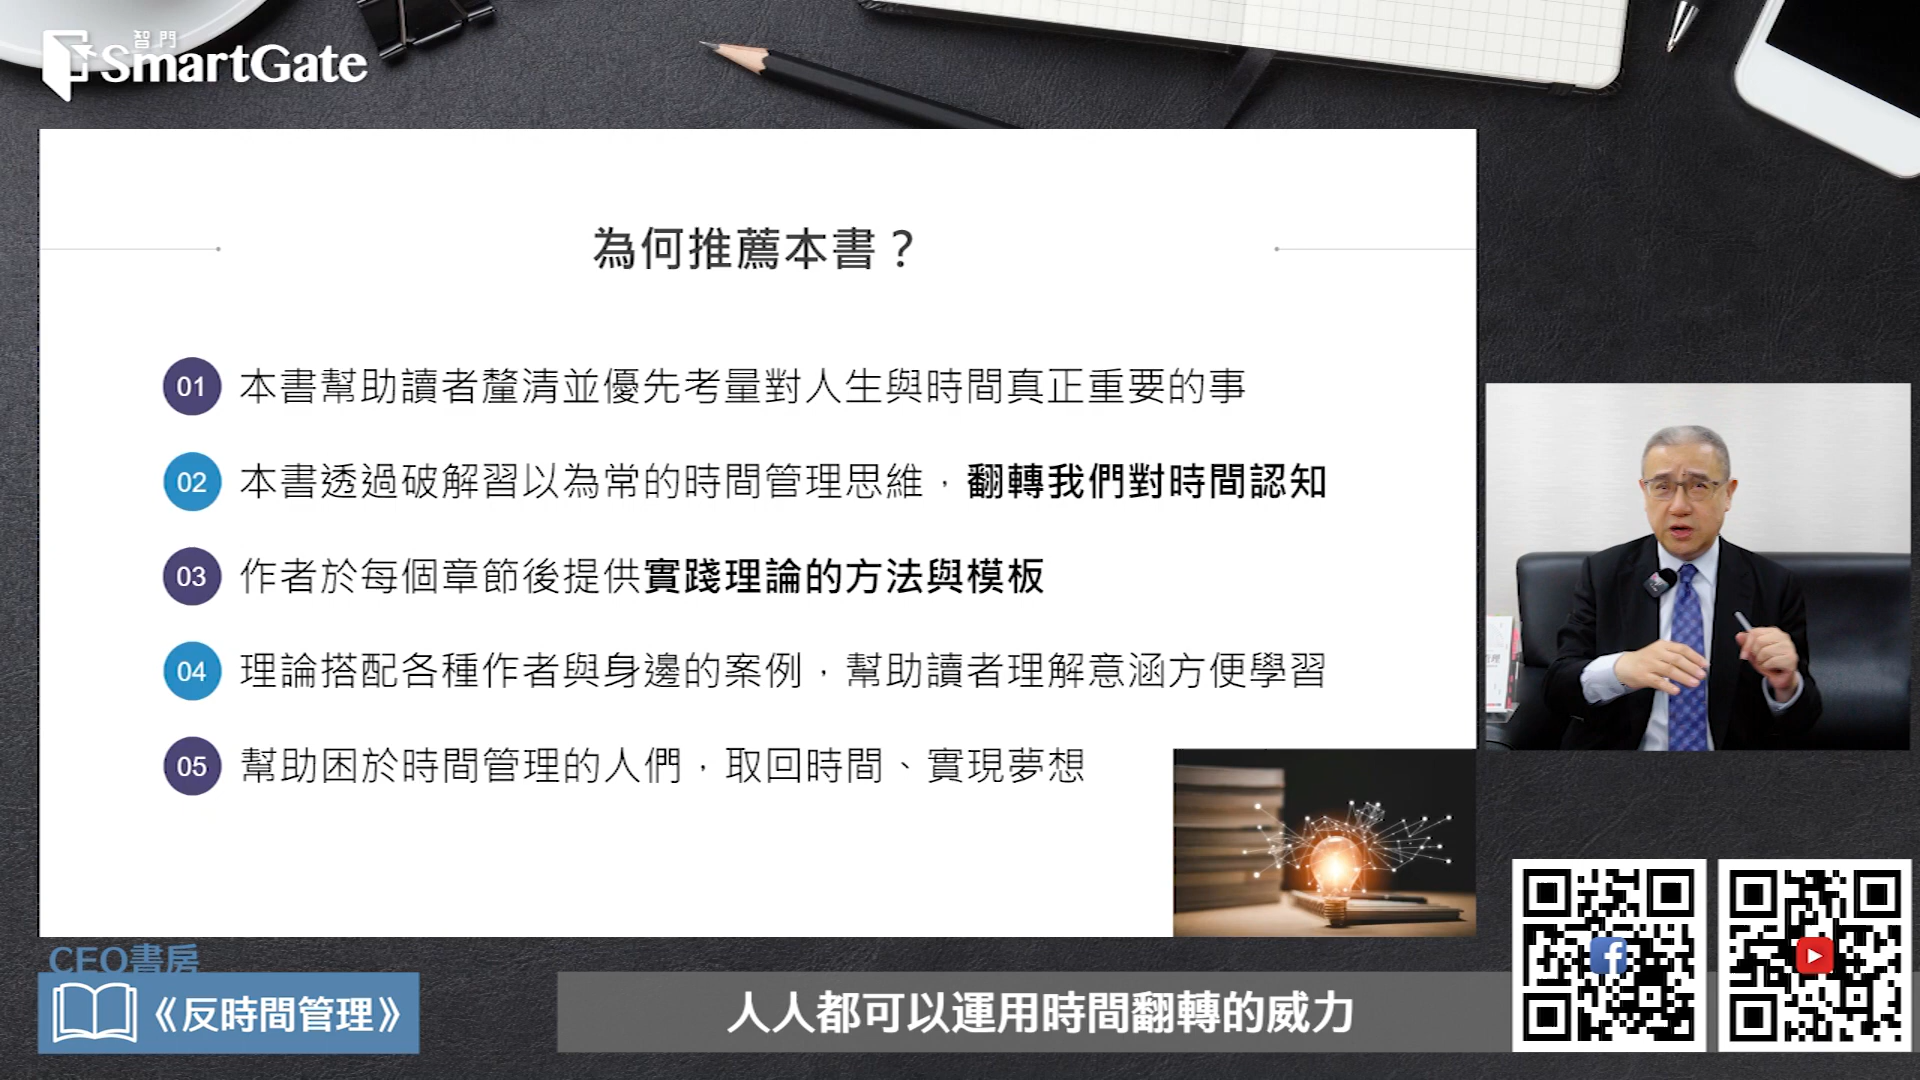 智門
SmartGate
為何推薦本書？
01 本書幫助讀者釐清並優先考量對人生與時間真正重要的事
02 本書透過破解習以為常的時間管理思維，翻轉我們對時間認知
03 作者於每個章節後提供實踐理論的方法與模板
04 理論搭配各種作者與身邊的案例，幫助讀者理解意涵方便學習
05 幫助困於時間管理的人們，取回時間、實現夢想
CEO書房
《反時間管理》
人人都可以運用時間翻轉的威力